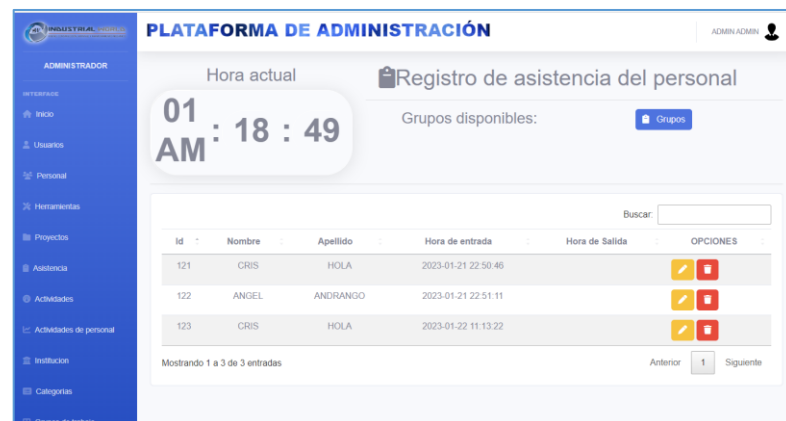 INDUSTRIAL
PLATAFORMA DE ADMINISTRACIÓN
ADMIN ADMIN
ADMINISTRADOR
INTERFACE
Inicio
Usuarios
Personal
Herramientas
Proyectos
Asistencia
Actividades
Actividades de personal
Institucion
Categorias
Hora actual
01 AM : 18 : 49
Registro de asistencia del personal
Grupos disponibles:
Grupos
Buscar:
Id Nombre Apellido Hora de entrada Hora de Salida OPCIONES
121 CRIS HOLA 2023-01-21 22:50:46
122 ANGEL ANDRANGO 2023-01-21 22:51:11
123 CRIS HOLA 2023-01-22 11:13:22
Mostrando 1 a 3 de 3 entradas
Anterior 1 Siguiente